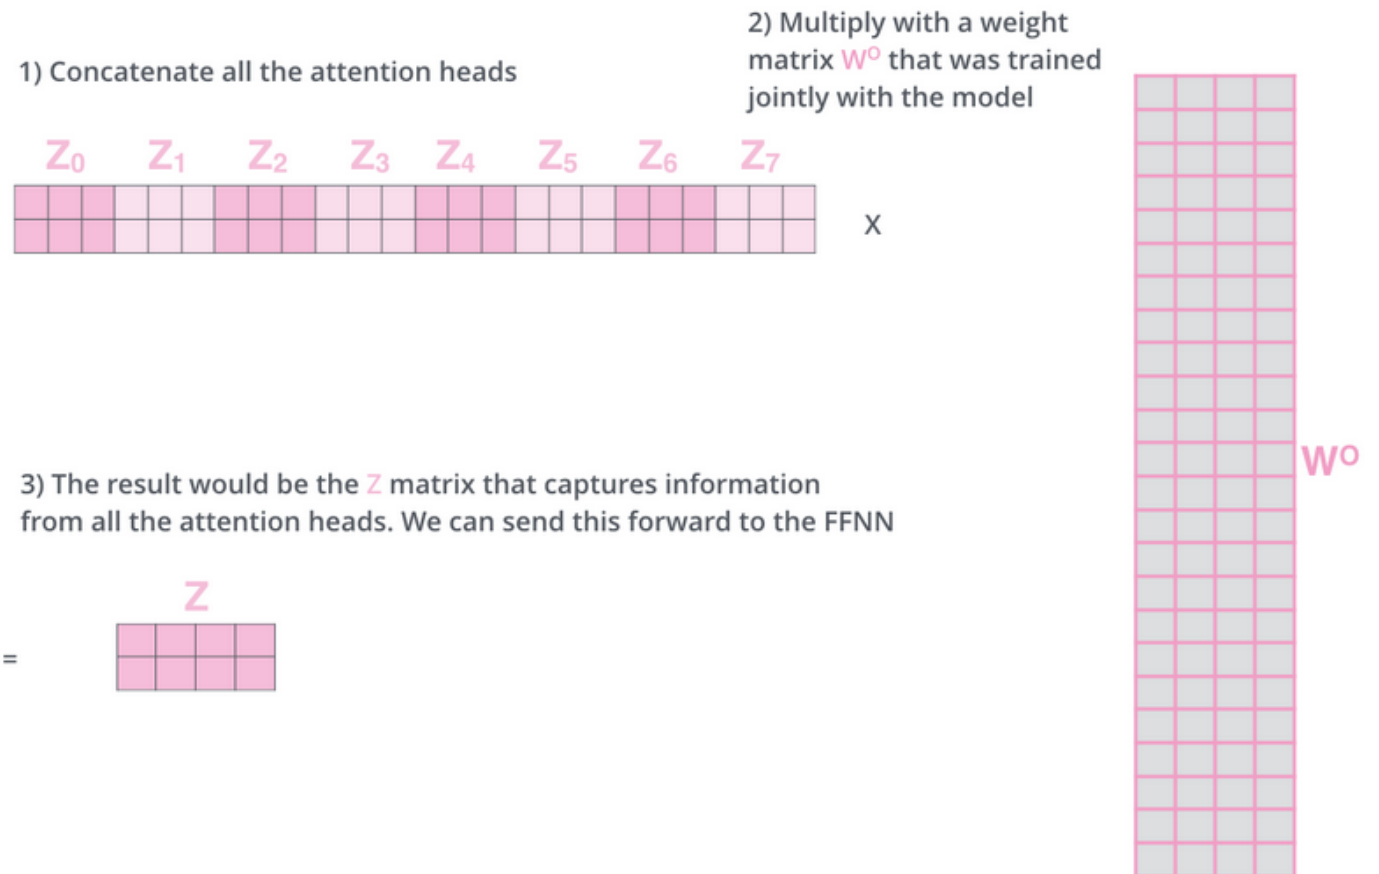 1) Concatenate all the attention heads
2) Multiply with a weight
matrix W^O that was trained
jointly with the model
Z0 Z1 Z2 Z3 Z4 Z5 Z6 Z7
X
W^O
3) The result would be the Z matrix that captures information
from all the attention heads. We can send this forward to the FFNN
Z
=